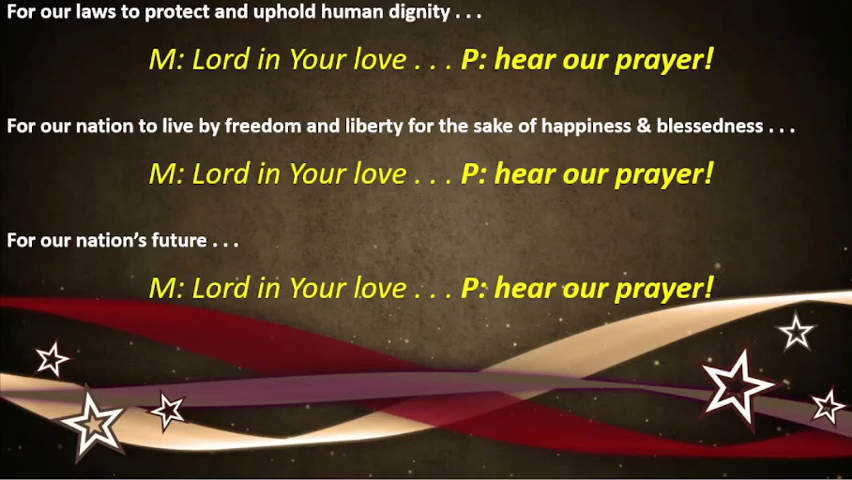 For our laws to protect and uphold human dignity . . .
M: Lord in Your love . . . P: hear our prayer!
For our nation to live by freedom and liberty for the sake of happiness & blessedness . . .
M: Lord in Your love . . . P: hear our prayer!
For our nation’s future . . .
M: Lord in Your love . . . P: hear our prayer!